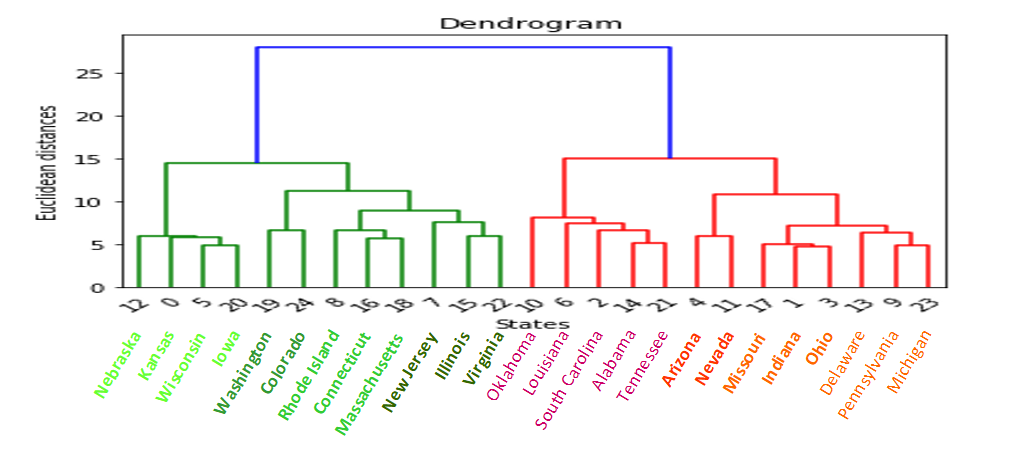 Dendrogram
Euclidean distances
25
20
15
10
5
0
12 0 5 20 19 24 8 16 18 7 15 22 10 6 2 14 21 4 11 17 1 3 13 9 23
States
Nebraska Kansas Wisconsin Iowa Washington Colorado Rhode Island Connecticut Massachusetts New Jersey Illinois Virginia Oklahoma Louisiana South Carolina Alabama Tennessee Arizona Nevada Missouri Indiana Ohio Delaware Pennsylvania Michigan